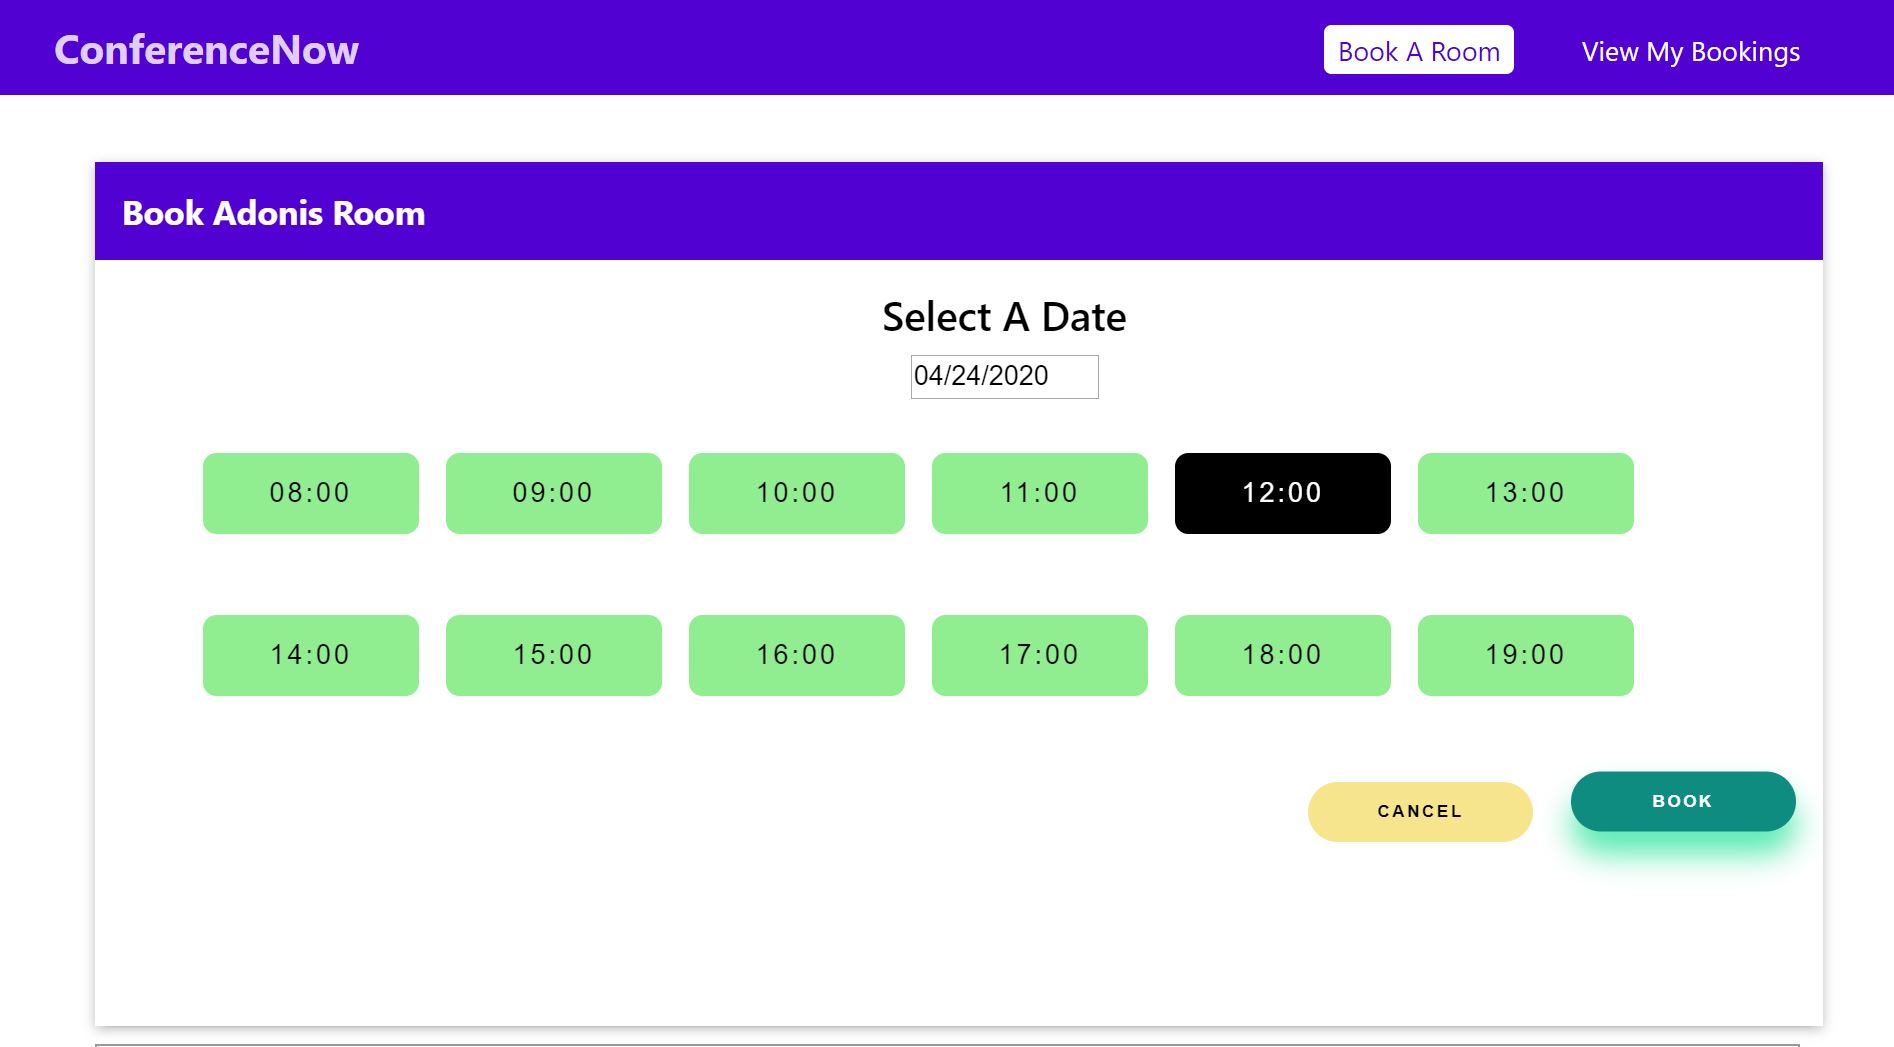 ConferenceNow
Book A Room
View My Bookings
Book Adonis Room
Select A Date
04/24/2020
08:00
09:00
10:00
11:00
12:00
13:00
14:00
15:00
16:00
17:00
18:00
19:00
CANCEL
BOOK